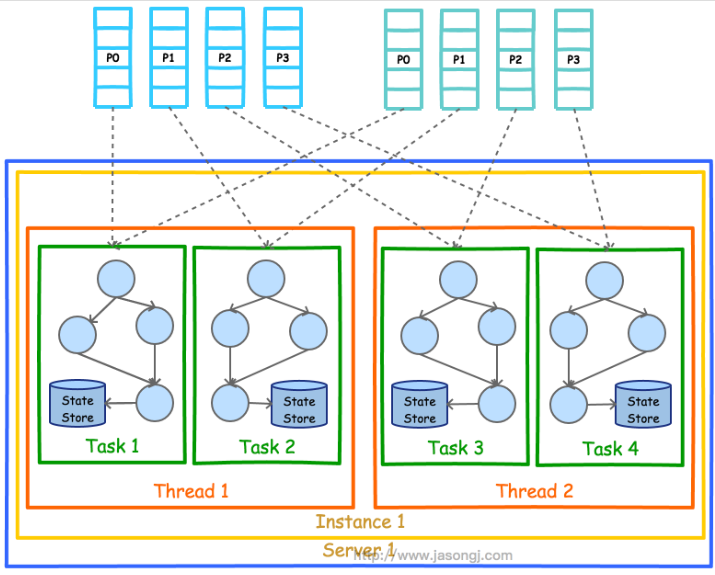 P0 P1 P2 P3 P0 P1 P2 P3
State Store State Store State Store State Store
Task 1 Task 2 Task 3 Task 4
Thread 1 Thread 2
Instance 1
Server 1
http://www.jasongj.com